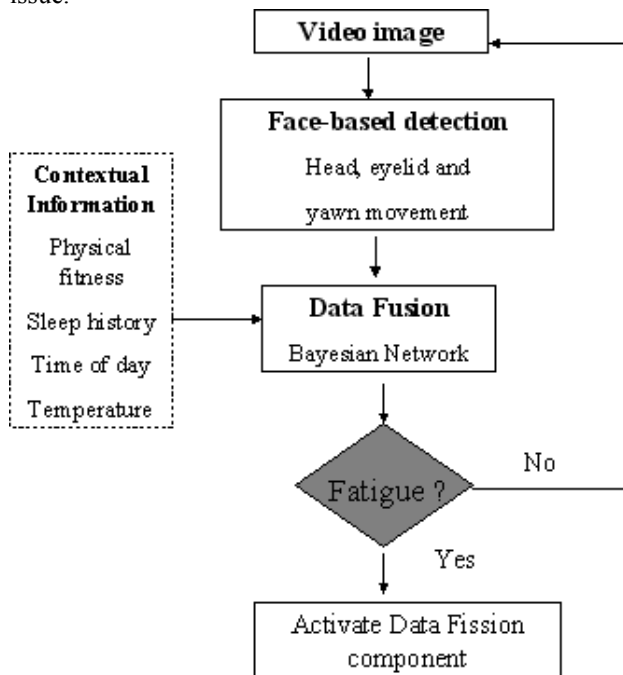 issue.
Video image
Face-based detection
Head, eyelid and
yawn movement
Contextual
Information
Physical
fitness
Sleep history
Time of day
Temperature
Data Fusion
Bayesian Network
Fatigue ?
No
Yes
Activate Data Fission
component